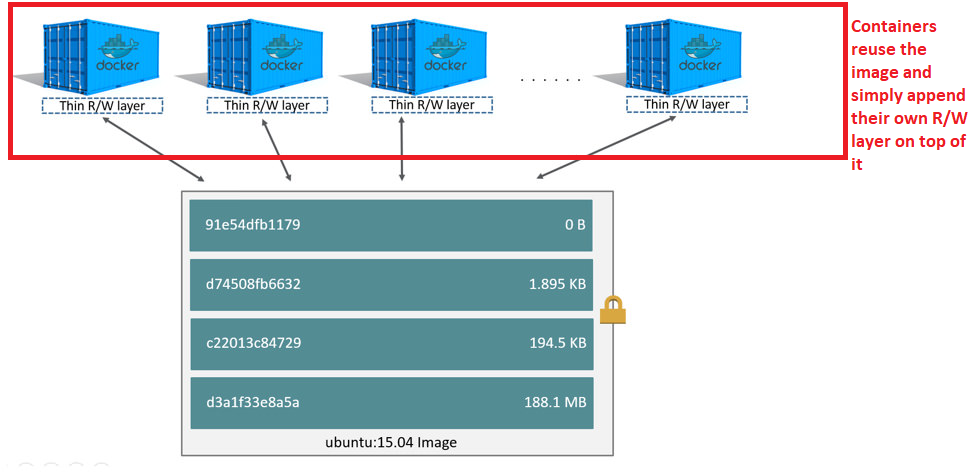 docker
docker
docker
docker
Thin R/W layer
Thin R/W layer
Thin R/W layer
. . . . . .
Thin R/W layer
Containers
reuse the
image and
simply append
their own R/W
layer on top of
it
91e54dfb1179 0 B
d74508fb6632 1.895 KB
c22013c84729 194.5 KB
d3a1f33e8a5a 188.1 MB
ubuntu:15.04 Image